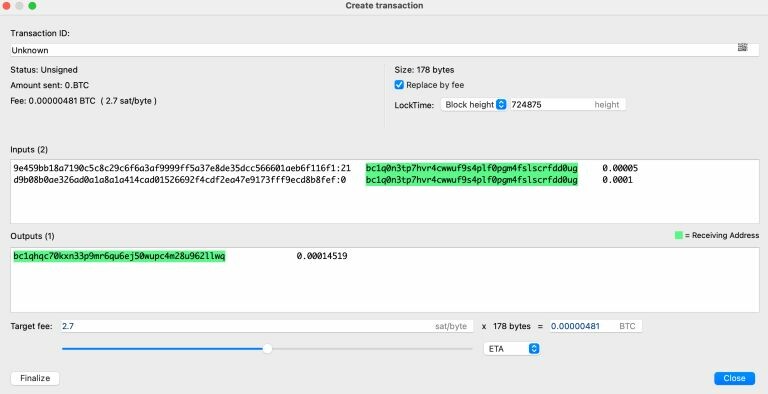 Create transaction
Transaction ID:
Unknown
Status: Unsigned
Amount sent: 0.BTC
Fee: 0.00000481 BTC ( 2.7 sat/byte )
Size: 178 bytes
Replace by fee
LockTime: Block height 724875 height
Inputs (2)
9e459bb18a7190c5c8c29c6f6a3af9999ff5a37e8de35dcc566601aeb6f116f1:21 bc1q0n3tp7hvr4cwwuf9s4plf0pgm4fslscrfdd0ug 0.00005
d9b08b0ae326ad0a1a8a1a414cad01526692f4cdf2ea47e9173fff9ecd8b8fef:0 bc1q0n3tp7hvr4cwwuf9s4plf0pgm4fslscrfdd0ug 0.0001
Outputs (1)
= Receiving Address
bc1qhqc70kxn33p9mr6qu6ej50wupc4m28u962llwq 0.00014519
Target fee: 2.7 sat/byte x 178 bytes = 0.00000481 BTC
ETA
Finalize
Close